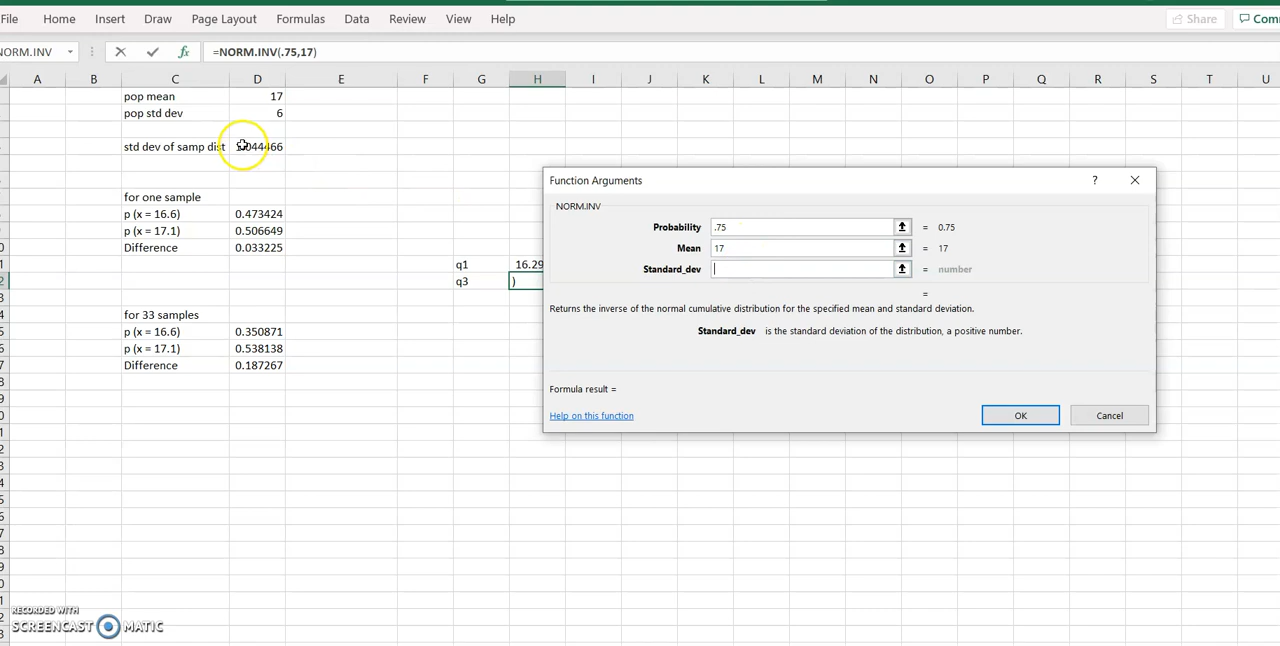 File Home Insert Draw Page Layout Formulas Data Review View Help Share
NORM.INV fx =NORM.INV(.75,17)
A B C D E F G H I J K L M N O P Q R S T U
pop mean 17
pop std dev 6
std dev of samp dist 044466
for one sample
p (x = 16.6) 0.473424
p (x = 17.1) 0.506649
Difference 0.033225
q1 16.29
q3 )
for 33 samples
p (x = 16.6) 0.350871
p (x = 17.1) 0.538138
Difference 0.187267
Function Arguments ?
NORM.INV
Probability .75 = 0.75
Mean 17 = 17
Standard_dev = number
=
Returns the inverse of the normal cumulative distribution for the specified mean and standard deviation.
Standard_dev is the standard deviation of the distribution, a positive number.
Formula result =
Help on this function
OK Cancel
RECORDED WITH
SCREENCAST MATIC